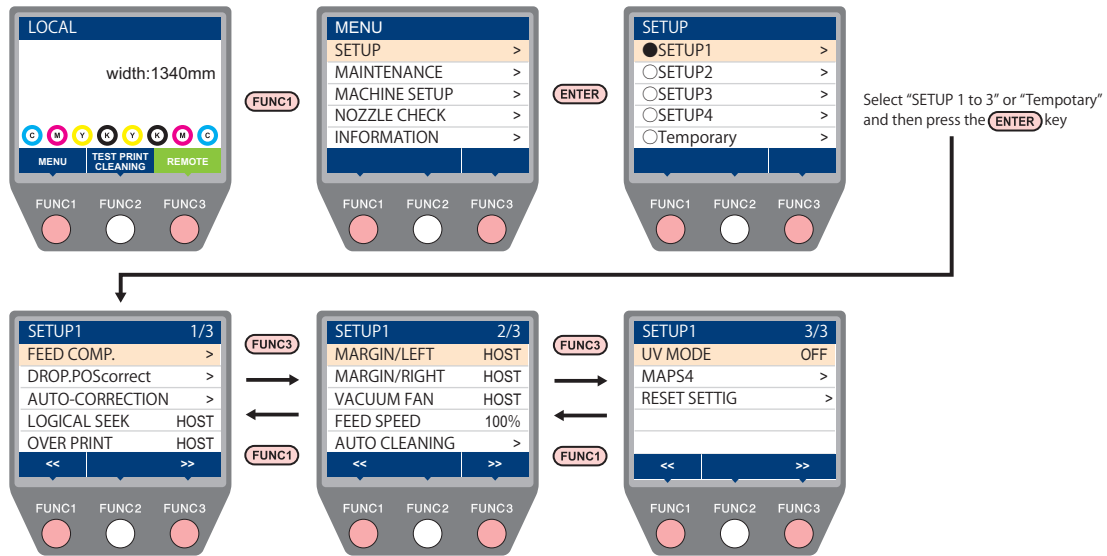 LOCAL
width:1340mm
C M Y K Y K M C
MENU TEST PRINT CLEANING REMOTE
FUNC1 FUNC2 FUNC3
FUNC1
MENU
SETUP >
MAINTENANCE >
MACHINE SETUP >
NOZZLE CHECK >
INFORMATION >
FUNC1 FUNC2 FUNC3
ENTER
SETUP
●SETUP1 >
○SETUP2 >
○SETUP3 >
○SETUP4 >
○Temporary >
FUNC1 FUNC2 FUNC3
Select “SETUP 1 to 3” or “Tempotary”
and then press the ENTER key
SETUP1 1/3
FEED COMP. >
DROP.POScorrect >
AUTO-CORRECTION >
LOGICAL SEEK HOST
OVER PRINT HOST
<< >>
FUNC1 FUNC2 FUNC3
FUNC3
FUNC1
SETUP1 2/3
MARGIN/LEFT HOST
MARGIN/RIGHT HOST
VACUUM FAN HOST
FEED SPEED 100%
AUTO CLEANING >
<< >>
FUNC1 FUNC2 FUNC3
FUNC3
FUNC1
SETUP1 3/3
UV MODE OFF
MAPS4 >
RESET SETTIG >
<< >>
FUNC1 FUNC2 FUNC3